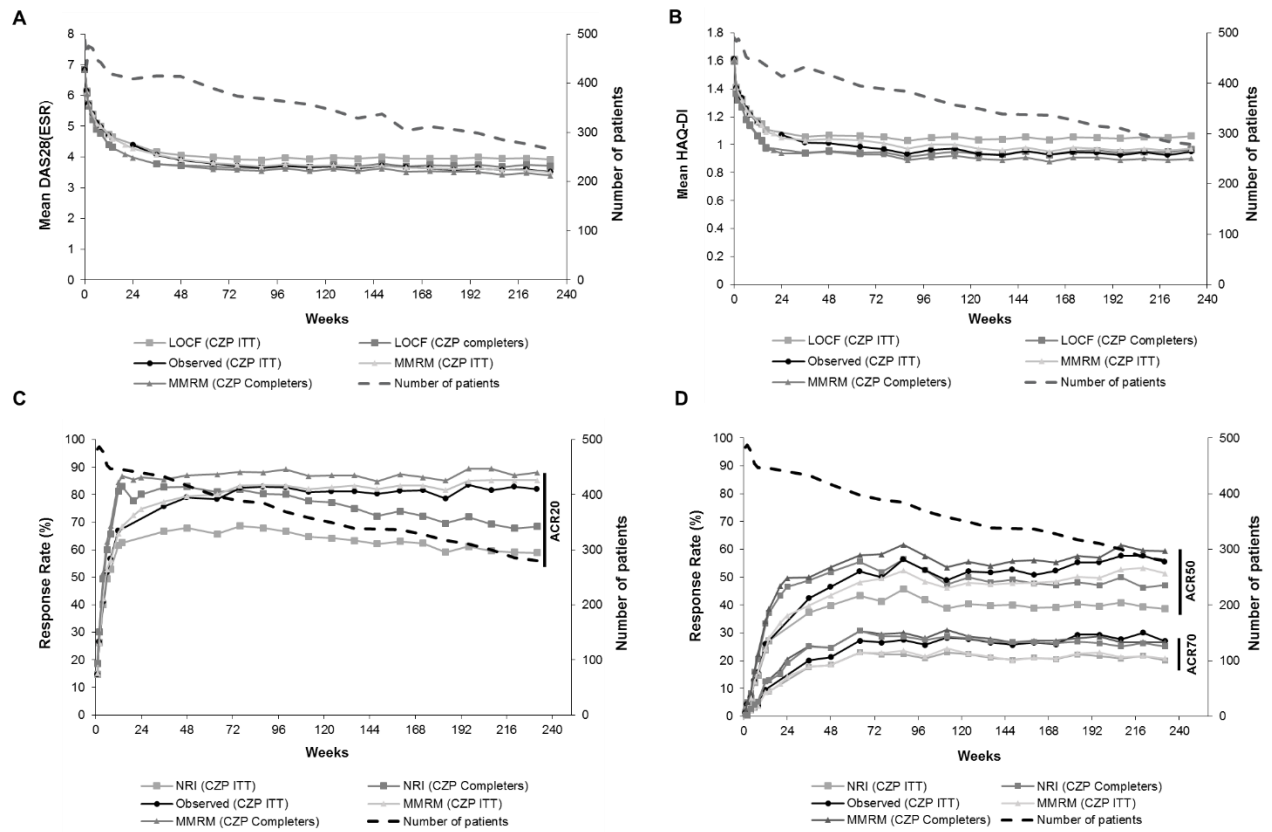 A
Mean DAS28(ESR)
8
7
6
5
4
3
2
1
0
500
400
300
200
100
0
Number of patients
0 24 48 72 96 120 144 168 192 216 240
Weeks
LOCF (CZP ITT) LOCF (CZP completers)
Observed (CZP ITT) MMRM (CZP ITT)
MMRM (CZP Completers) Number of patients
B
Mean HAQ-DI
1.8
1.6
1.4
1.2
1
0.8
0.6
0.4
0.2
0
500
400
300
200
100
0
Number of patients
0 24 48 72 96 120 144 168 192 216 240
Weeks
LOCF (CZP ITT) LOCF (CZP Completers)
Observed (CZP ITT) MMRM (CZP ITT)
MMRM (CZP Completers) Number of patients
C
Response Rate (%)
100
90
80
70
60
50
40
30
20
10
0
500
400
300
200
100
0
Number of patients
ACR20
0 24 48 72 96 120 144 168 192 216 240
Weeks
NRI (CZP ITT) NRI (CZP Completers)
Observed (CZP ITT) MMRM (CZP ITT)
MMRM (CZP Completers) Number of patients
D
Response Rate (%)
100
90
80
70
60
50
40
30
20
10
0
500
400
300
200
100
0
Number of patients
ACR50
ACR70
0 24 48 72 96 120 144 168 192 216 240
Weeks
NRI (CZP ITT) NRI (CZP Completers)
Observed (CZP ITT) MMRM (CZP ITT)
MMRM (CZP Completers) Number of patients